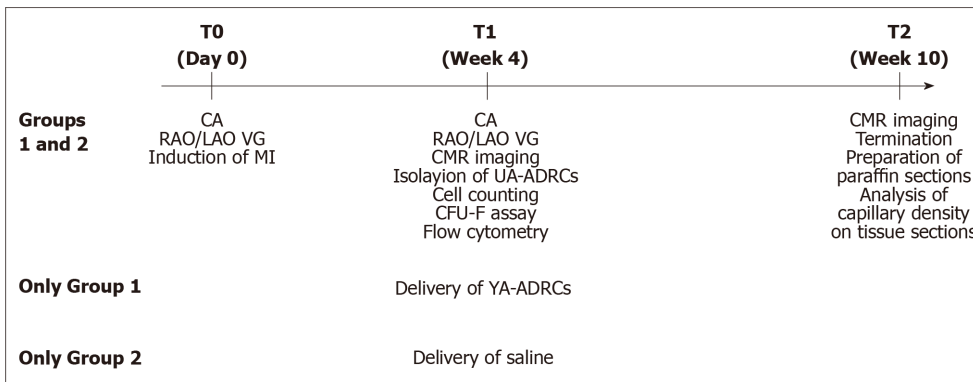 T0
(Day 0)
T1
(Week 4)
T2
(Week 10)
Groups
1 and 2
CA
RAO/LAO VG
Induction of MI
CA
RAO/LAO VG
CMR imaging
Isolayion of UA-ADRCs
Cell counting
CFU-F assay
Flow cytometry
CMR imaging
Termination
Preparation of
paraffin sections
Analysis of
capillary density
on tissue sections
Only Group 1
Delivery of YA-ADRCs
Only Group 2
Delivery of saline